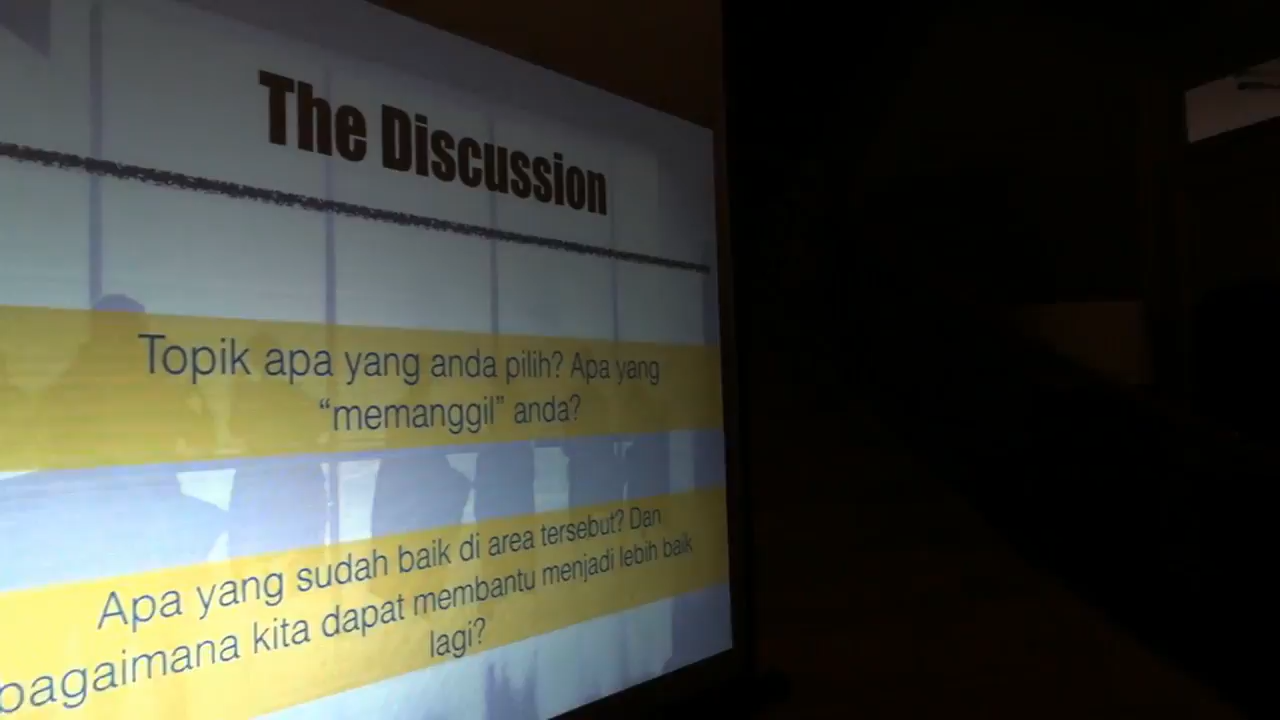 The Discussion
Topik apa yang anda pilih? Apa yang
“memanggil” anda?
Apa yang sudah baik di area tersebut? Dan
bagaimana kita dapat membantu menjadi lebih baik
lagi?